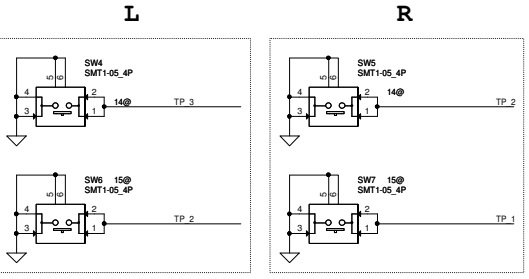 L
R
SW4
SMT1-05_4P
5 6
4 2
14@
TP_3
3 1
SW5
SMT1-05_4P
5 6
4 2
14@
TP_2
3 1
SW6 15@
SMT1-05_4P
5 6
4 2
TP_2
3 1
SW7 15@
SMT1-05_4P
5 6
4 2
TP_1
3 1